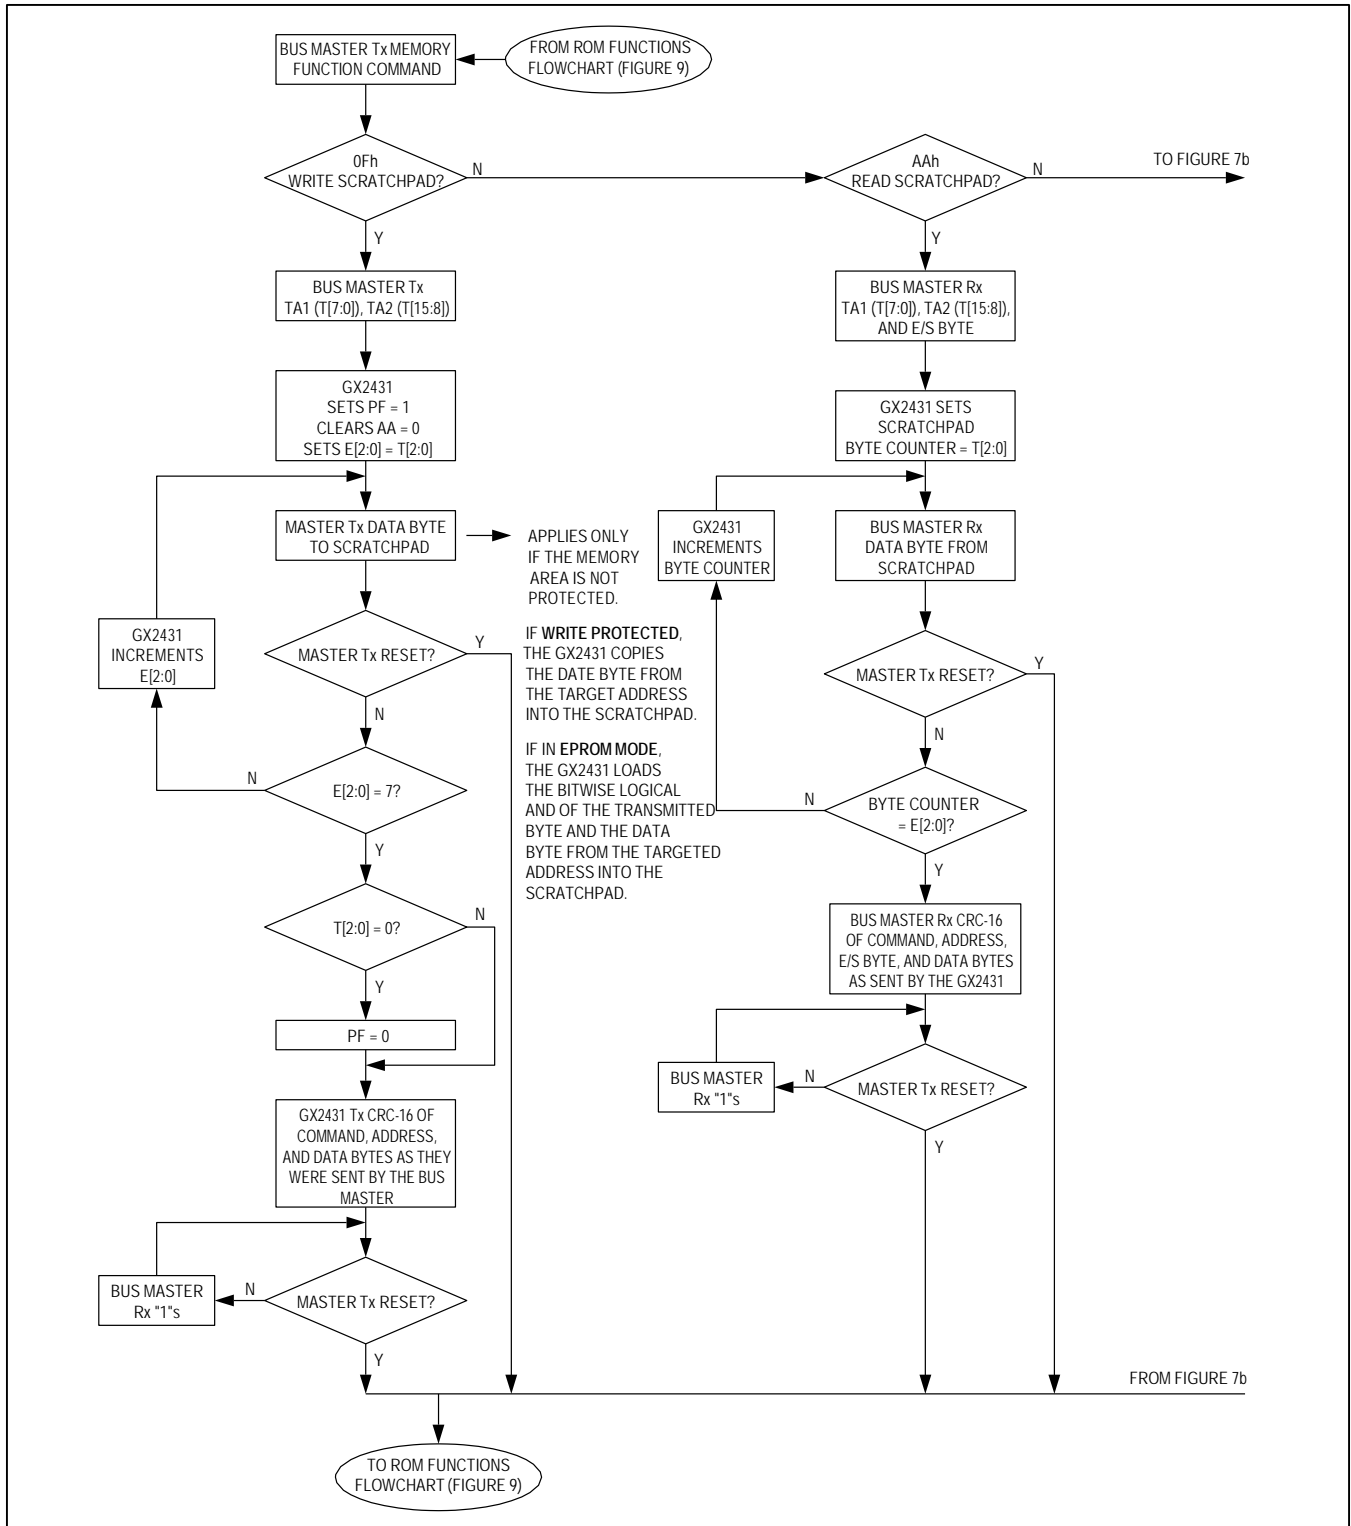 BUS MASTER Tx MEMORY
FUNCTION COMMAND
FROM ROM FUNCTIONS
FLOWCHART (FIGURE 9)
0Fh
WRITE SCRATCHPAD?
N
AAh
READ SCRATCHPAD?
N
TO FIGURE 7b
Y
Y
BUS MASTER Tx
TA1 (T[7:0]), TA2 (T[15:8])
BUS MASTER Rx
TA1 (T[7:0]), TA2 (T[15:8]),
AND E/S BYTE
GX2431
SETS PF = 1
CLEARS AA = 0
SETS E[2:0] = T[2:0]
GX2431 SETS
SCRATCHPAD
BYTE COUNTER = T[2:0]
MASTER Tx DATA BYTE
TO SCRATCHPAD
APPLIES ONLY
IF THE MEMORY
AREA IS NOT
PROTECTED.
IF WRITE PROTECTED,
THE GX2431 COPIES
THE DATE BYTE FROM
THE TARGET ADDRESS
INTO THE SCRATCHPAD.
IF IN EPROM MODE,
THE GX2431 LOADS
THE BITWISE LOGICAL
AND OF THE TRANSMITTED
BYTE AND THE DATA
BYTE FROM THE TARGETED
ADDRESS INTO THE
SCRATCHPAD.
GX2431
INCREMENTS
BYTE COUNTER
BUS MASTER Rx
DATA BYTE FROM
SCRATCHPAD
GX2431
INCREMENTS
E[2:0]
MASTER Tx RESET?
Y
N
MASTER Tx RESET?
Y
N
N
E[2:0] = 7?
Y
N
BYTE COUNTER
= E[2:0]?
Y
T[2:0] = 0?
N
Y
PF = 0
BUS MASTER Rx CRC-16
OF COMMAND, ADDRESS,
E/S BYTE, AND DATA BYTES
AS SENT BY THE GX2431
BUS MASTER
Rx "1"s
N
MASTER Tx RESET?
Y
GX2431 Tx CRC-16 OF
COMMAND, ADDRESS,
AND DATA BYTES AS THEY
WERE SENT BY THE BUS
MASTER
BUS MASTER
Rx "1"s
N
MASTER Tx RESET?
Y
FROM FIGURE 7b
TO ROM FUNCTIONS
FLOWCHART (FIGURE 9)